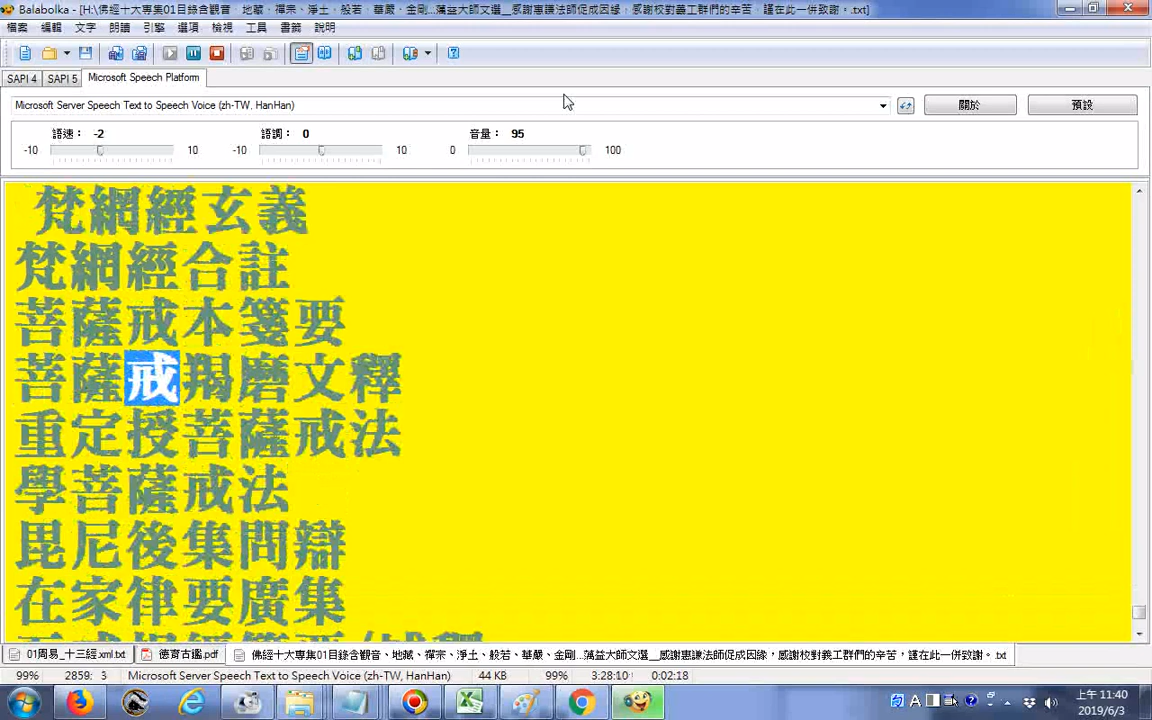 Balabolka - [H:\佛經十大專集01目錄含觀音、地藏、禪宗、淨土、般若、華嚴、金剛...蕅益大師文選__感謝惠謙法師促成因緣，感謝校對義工群們的辛苦，謹在此一併致謝。.txt]
檔案 編輯 文字 朗讀 引擎 選項 檢視 工具 書籤 說明
SAPI 4 SAPI 5 Microsoft Speech Platform
Microsoft Server Speech Text to Speech Voice (zh-TW, HanHan) 關於 預設
語速： -2 語調： 0 音量： 95
-10 10 -10 10 0 100
梵網經玄義
梵網經合註
菩薩戒本箋要
菩薩戒羯磨文釋
重定授菩薩戒法
學菩薩戒法
毘尼後集問辯
在家律要廣集
01周易_十三經.xml.txt 德育古鑑.pdf 佛經十大專集01目錄含觀音、地藏、禪宗、淨土、般若、華嚴、金剛...蕅益大師文選__感謝惠謙法師促成因緣，感謝校對義工群們的辛苦，謹在此一併致謝。.txt
99% 2859: 3 Microsoft Server Speech Text to Speech Voice (zh-TW, HanHan) 44 KB 99% 3:28:10 0:02:18
上午 11:40
2019/6/3